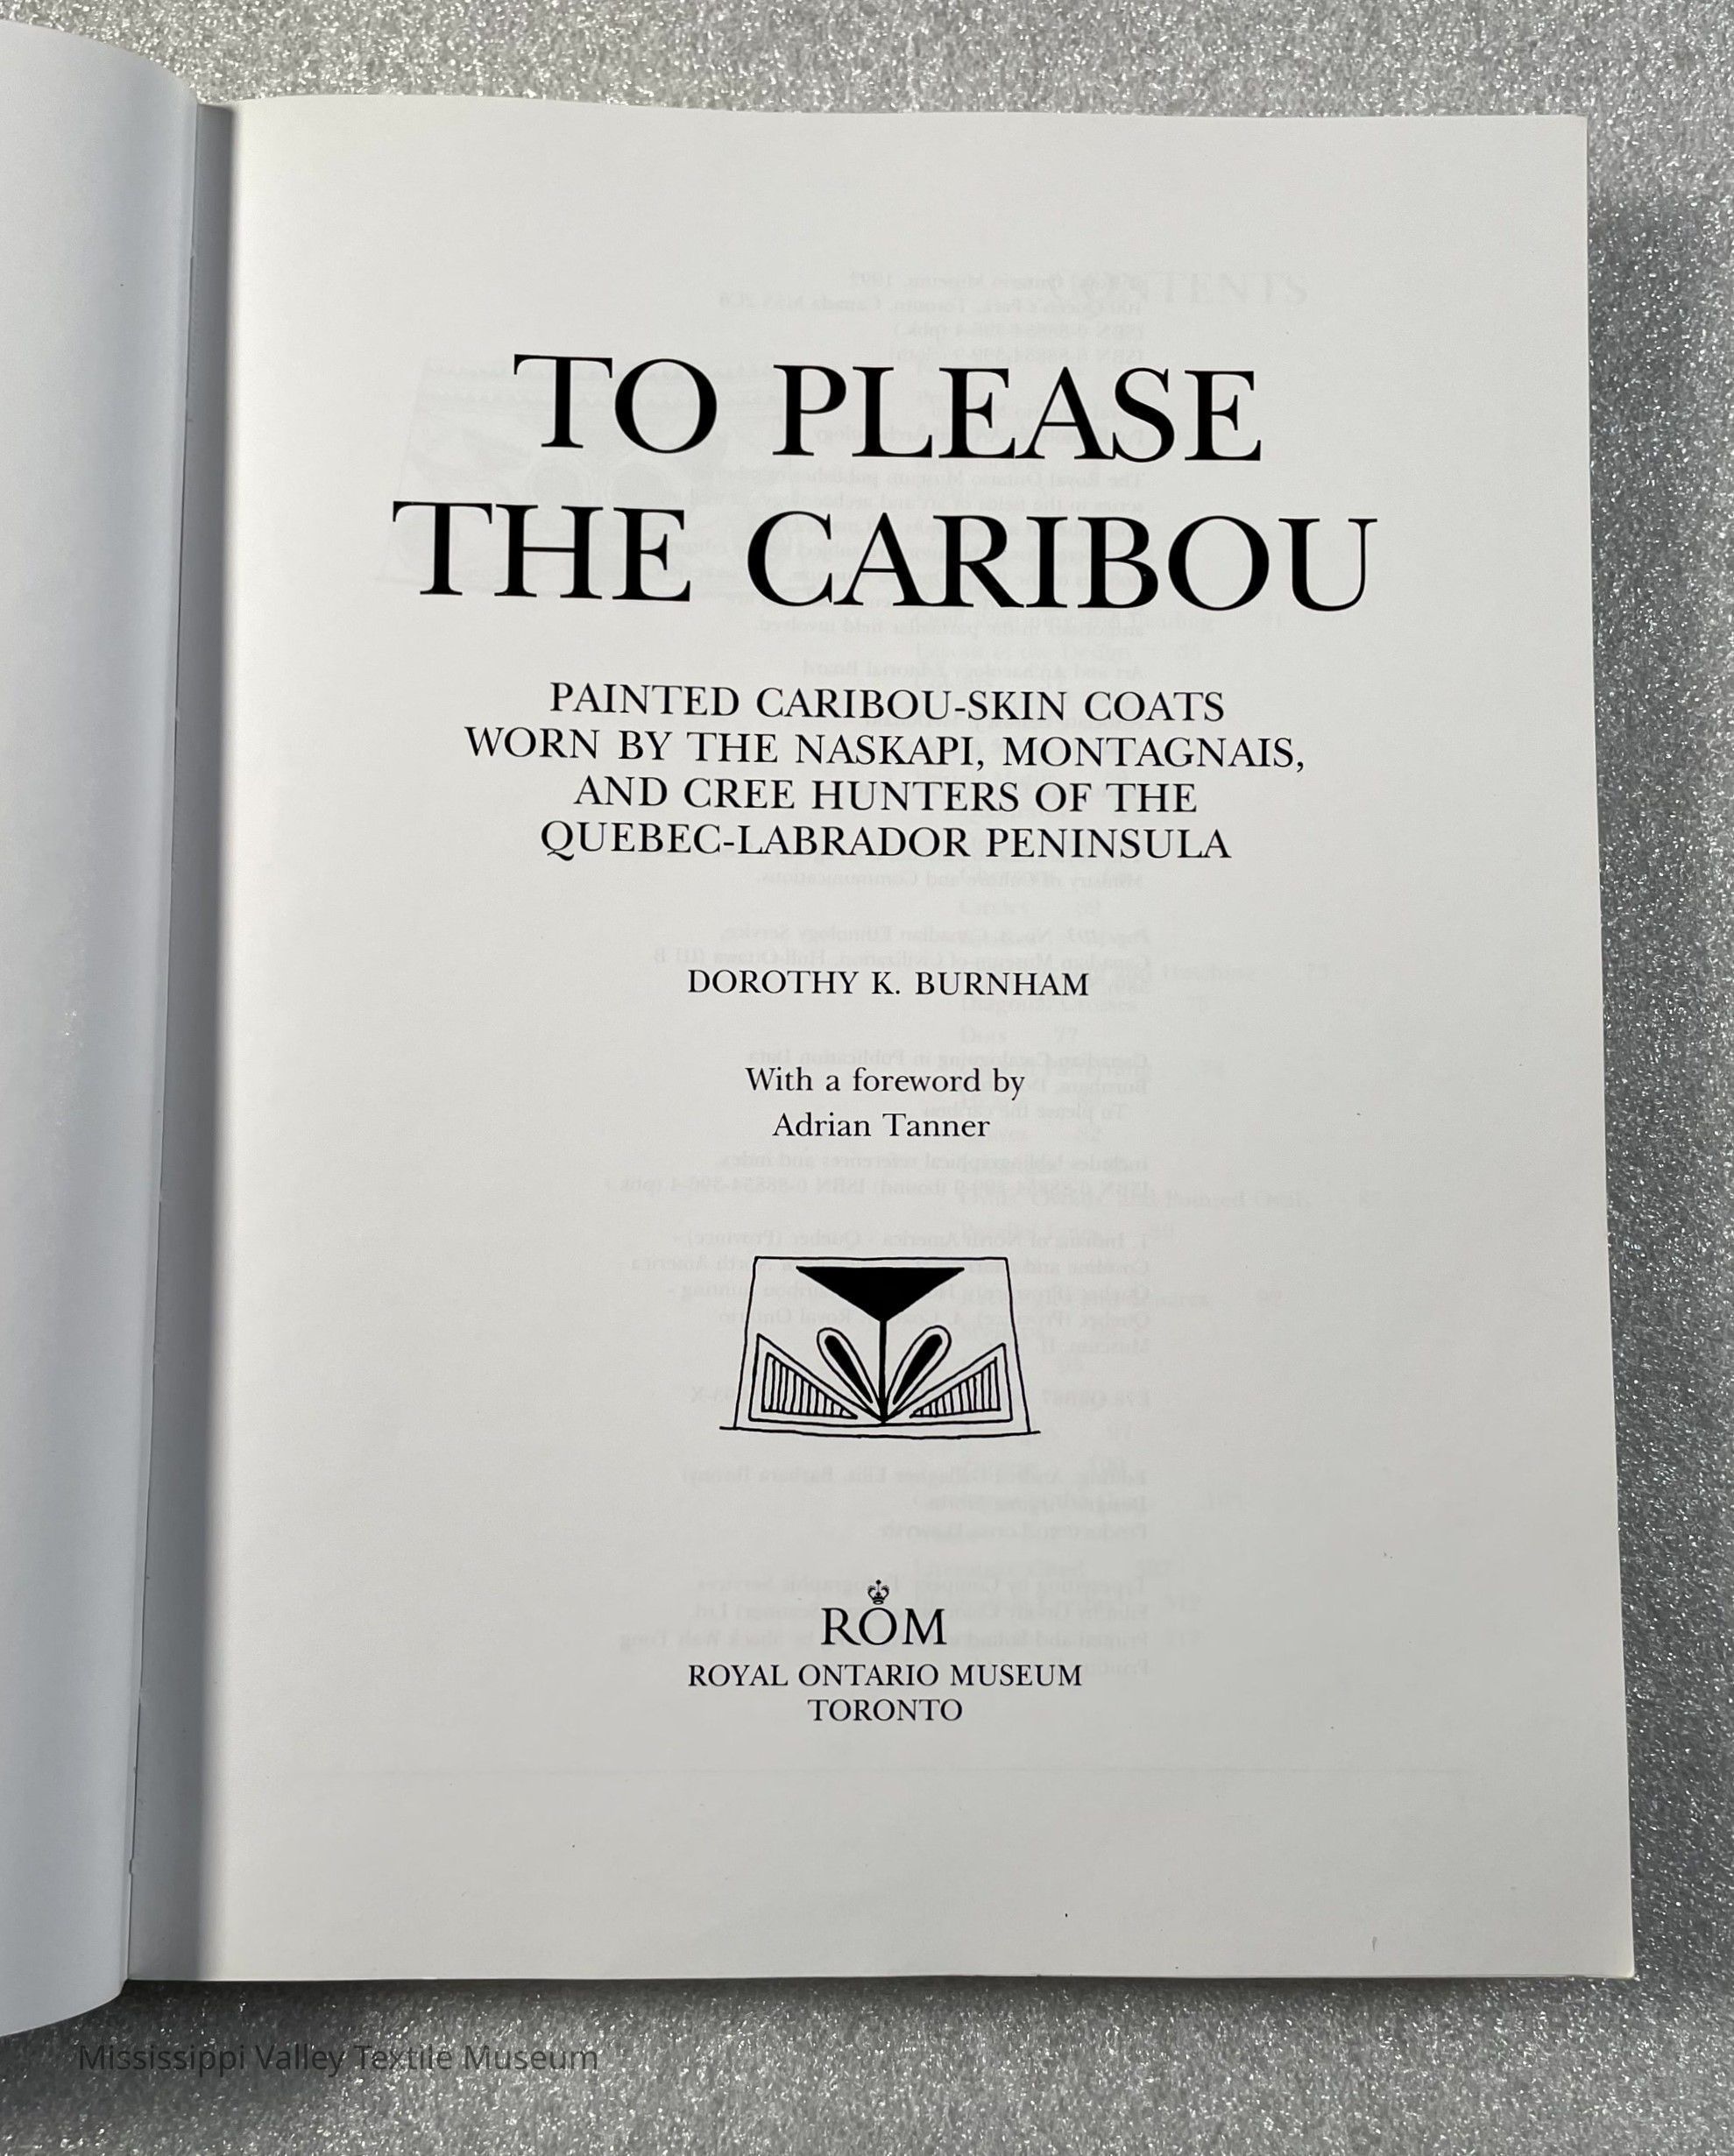 TO PLEASE
THE CARIBOU
PAINTED CARIBOU-SKIN COATS
WORN BY THE NASKAPI, MONTAGNAIS,
AND CREE HUNTERS OF THE
QUEBEC-LABRADOR PENINSULA
DOROTHY K. BURNHAM
With a foreword by
Adrian Tanner
ROM
ROYAL ONTARIO MUSEUM
TORONTO
Mississippi Valley Textile Museum